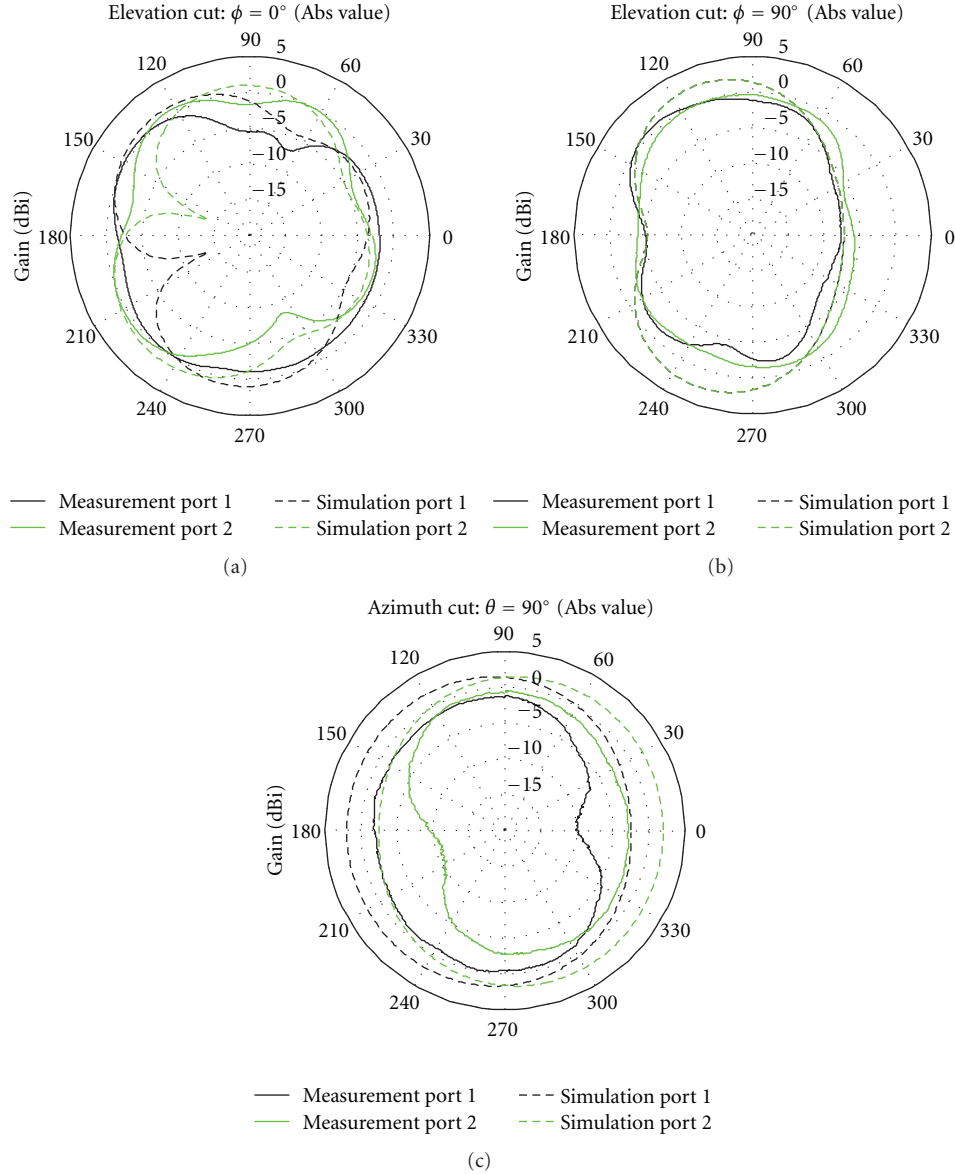 Elevation cut: ϕ = 0° (Abs value)
90
5
120
60
0
−5
150
30
−10
−15
Gain (dBi)
180
0
210
330
240
300
270
Measurement port 1
Simulation port 1
Measurement port 2
Simulation port 2
(a)
Elevation cut: ϕ = 90° (Abs value)
90
5
120
60
0
−5
150
30
−10
−15
Gain (dBi)
180
0
210
330
240
300
270
Measurement port 1
Simulation port 1
Measurement port 2
Simulation port 2
(b)
Azimuth cut: θ = 90° (Abs value)
90
5
120
60
0
−5
150
30
−10
−15
Gain (dBi)
180
0
210
330
240
300
270
Measurement port 1
Simulation port 1
Measurement port 2
Simulation port 2
(c)